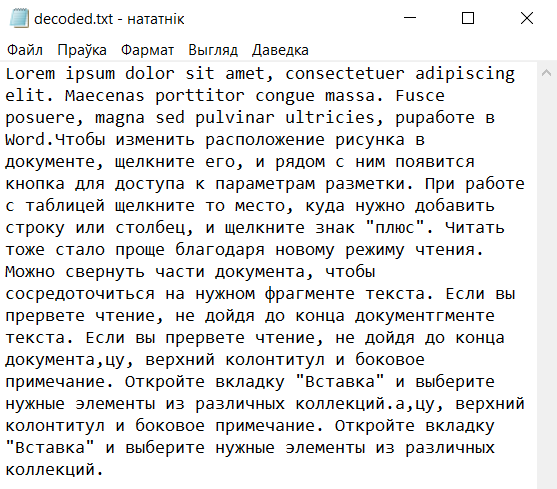 decoded.txt - нататнік
Файл Праўка Фармат Выгляд Даведка
Lorem ipsum dolor sit amet, consectetuer adipiscing
elit. Maecenas porttitor congue massa. Fusce
posuere, magna sed pulvinar ultricies, puработе в
Word.Чтобы изменить расположение рисунка в
документе, щелкните его, и рядом с ним появится
кнопка для доступа к параметрам разметки. При работе
с таблицей щелкните то место, куда нужно добавить
строку или столбец, и щелкните знак "плюс". Читать
тоже стало проще благодаря новому режиму чтения.
Можно свернуть части документа, чтобы
сосредоточиться на нужном фрагменте текста. Если вы
прервете чтение, не дойдя до конца документгменте
текста. Если вы прервете чтение, не дойдя до конца
документа,цу, верхний колонтитул и боковое
примечание. Откройте вкладку "Вставка" и выберите
нужные элементы из различных коллекций.а,цу, верхний
колонтитул и боковое примечание. Откройте вкладку
"Вставка" и выберите нужные элементы из различных
коллекций.